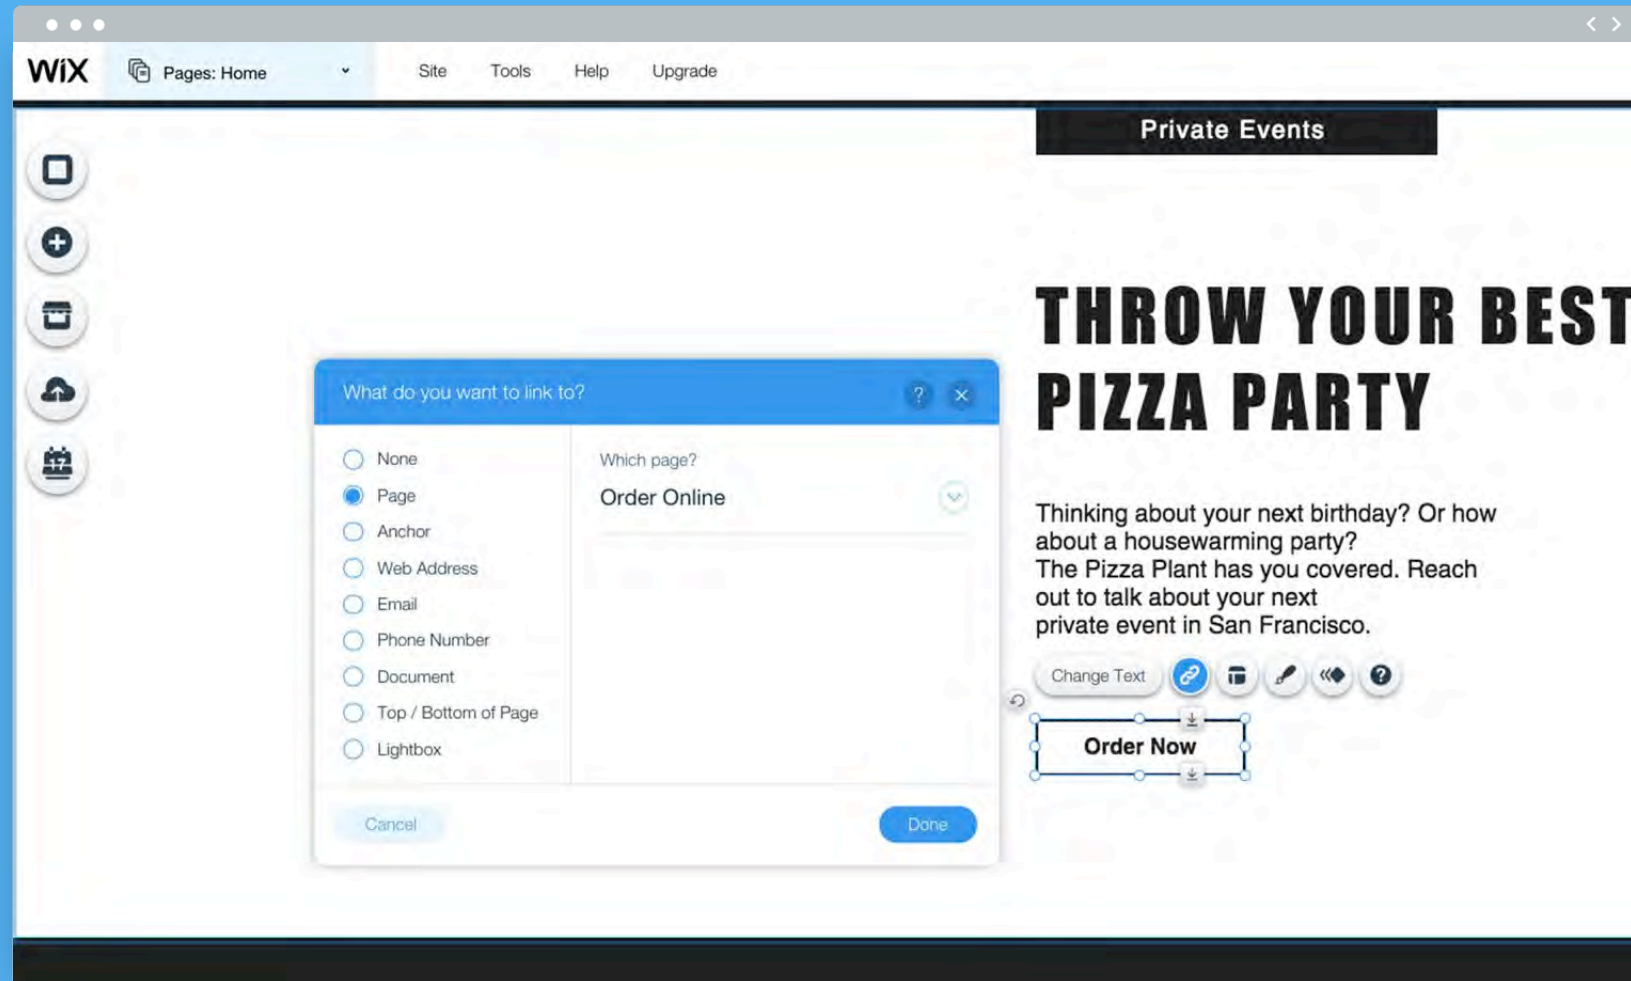 WiX
Pages: Home
Site
Tools
Help
Upgrade
Private Events
THROW YOUR BEST
PIZZA PARTY
What do you want to link to?
?
None
Page
Anchor
Web Address
Email
Phone Number
Document
Top / Bottom of Page
Lightbox
Which page?
Order Online
Cancel
Done
Thinking about your next birthday? Or how
about a housewarming party?
The Pizza Plant has you covered. Reach
out to talk about your next
private event in San Francisco.
Change Text
?
Order Now
17